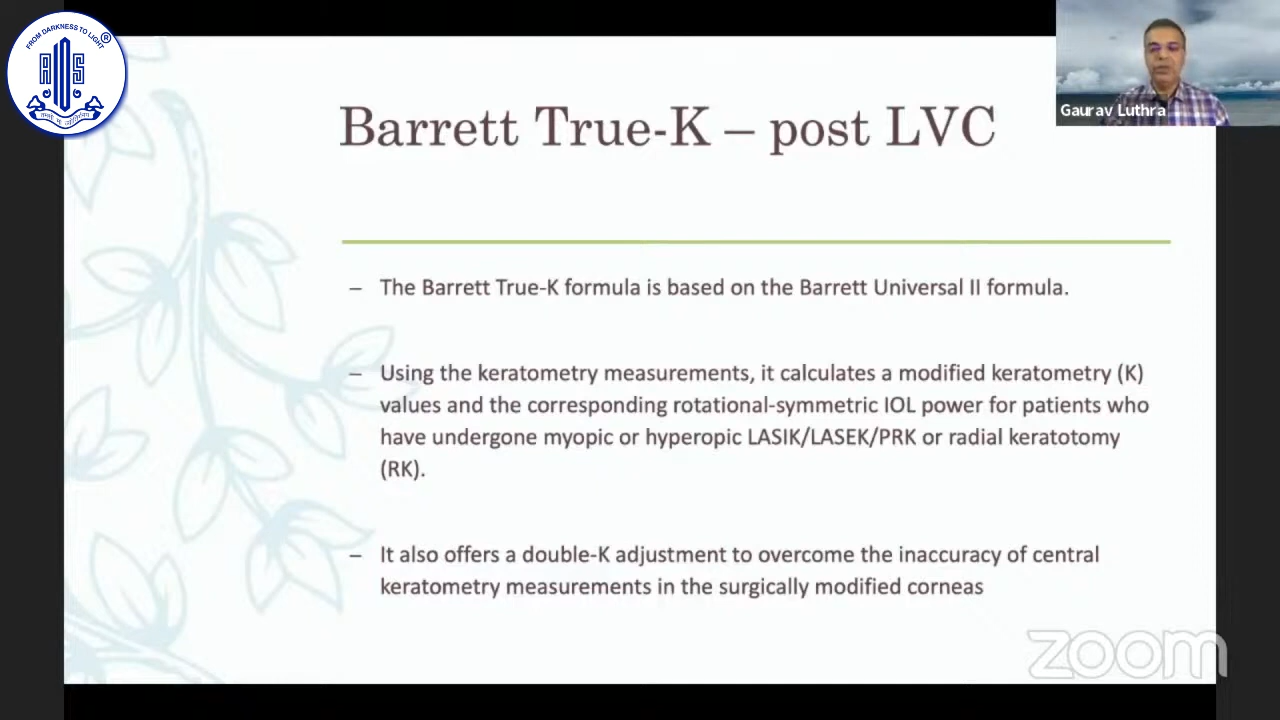 FROM DARKNESS TO LIGHT
®
AIOS
Gaurav Luthra
Barrett True-K – post LVC
– The Barrett True-K formula is based on the Barrett Universal II formula.
– Using the keratometry measurements, it calculates a modified keratometry (K)
values and the corresponding rotational-symmetric IOL power for patients who
have undergone myopic or hyperopic LASIK/LASEK/PRK or radial keratotomy
(RK).
– It also offers a double-K adjustment to overcome the inaccuracy of central
keratometry measurements in the surgically modified corneas
zoom